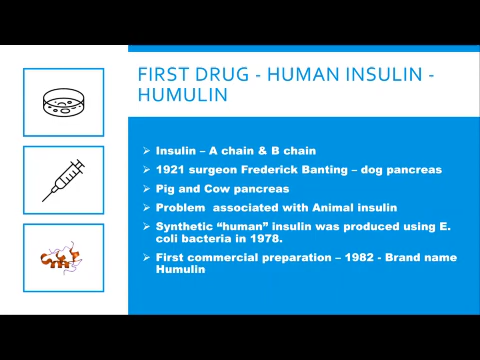 FIRST DRUG - HUMAN INSULIN -
HUMULIN
➢ Insulin – A chain & B chain
➢ 1921 surgeon Frederick Banting – dog pancreas
➢ Pig and Cow pancreas
➢ Problem  associated with Animal insulin
➢ Synthetic “human” insulin was produced using E.
coli bacteria in 1978.
➢ First commercial preparation – 1982 - Brand name
Humulin